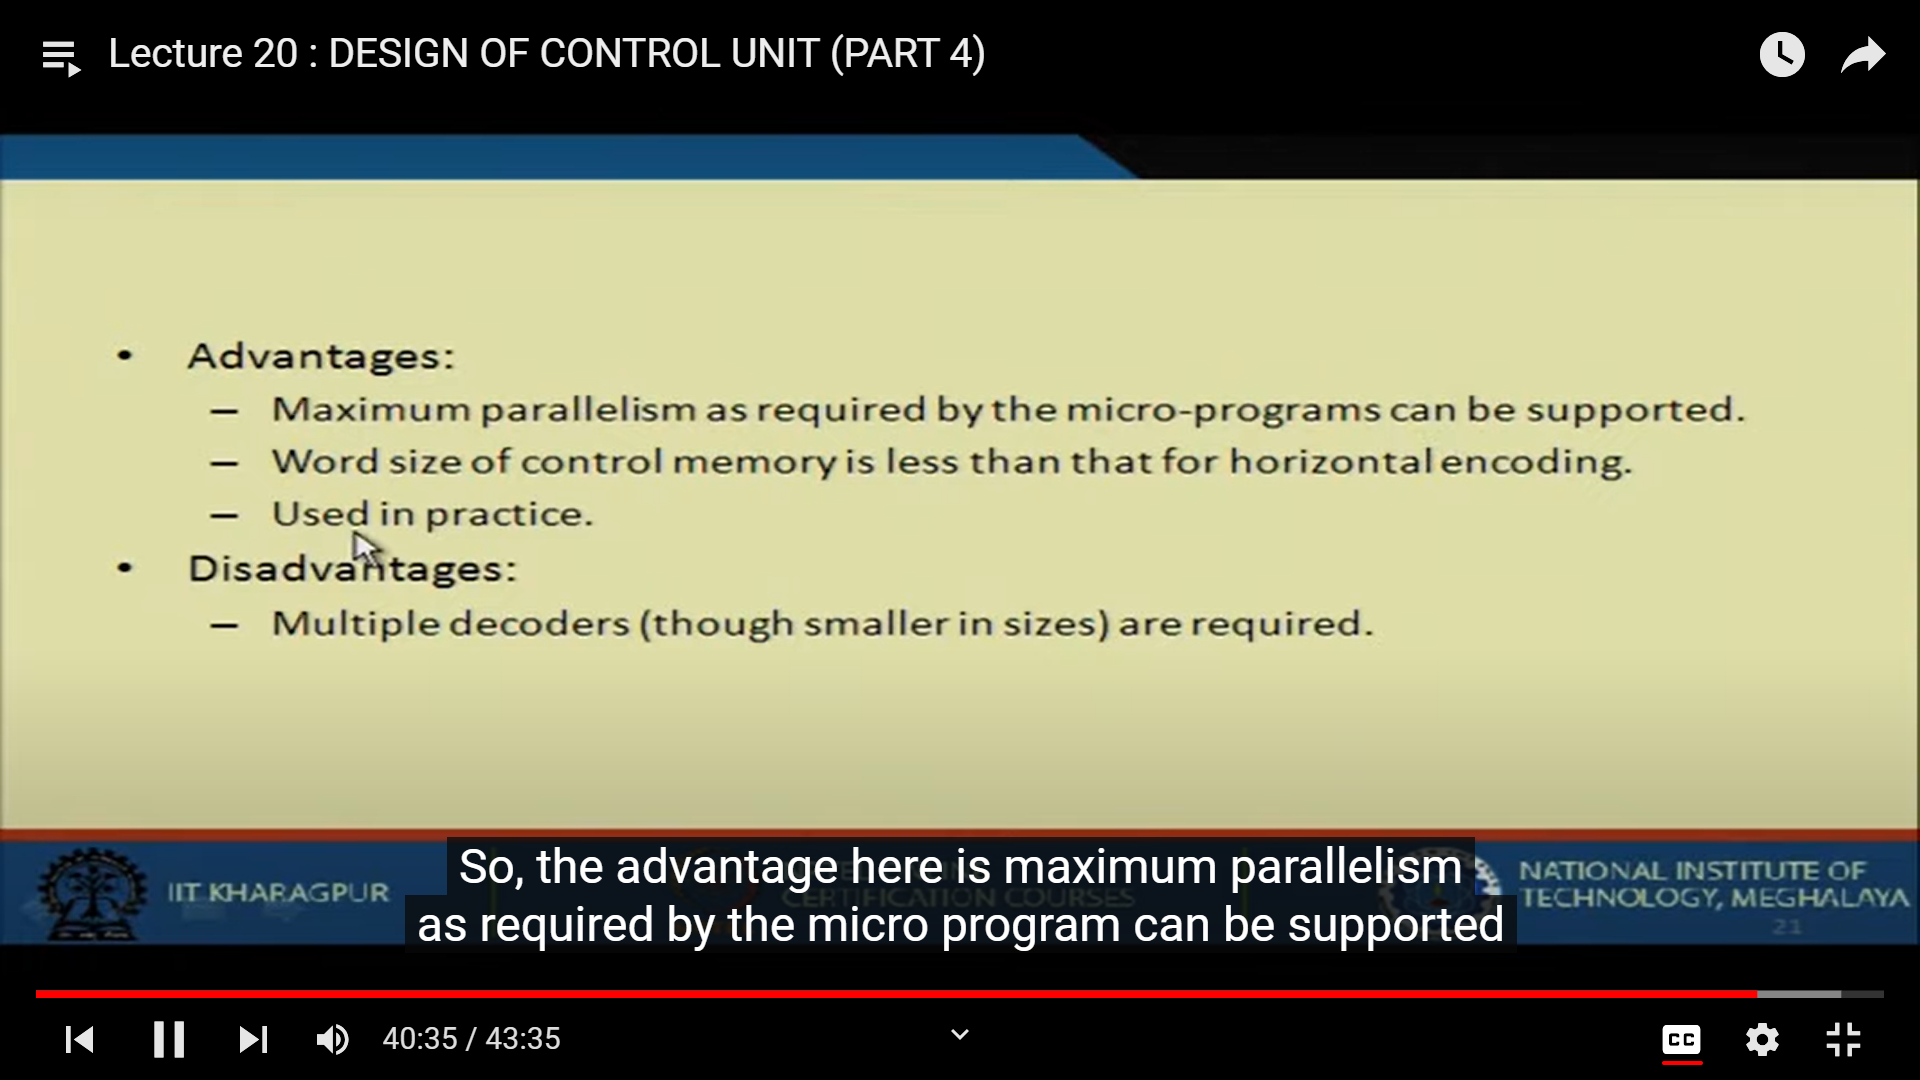 Lecture 20 : DESIGN OF CONTROL UNIT (PART 4)
• Advantages:
– Maximum parallelism as required by the micro-programs can be supported.
– Word size of control memory is less than that for horizontal encoding.
– Used in practice.
• Disadvantages:
– Multiple decoders (though smaller in sizes) are required.
IIT KHARAGPUR
CERTIFICATION COURSES
NATIONAL INSTITUTE OF
TECHNOLOGY, MEGHALAYA
21
So, the advantage here is maximum parallelism
as required by the micro program can be supported
40:35 / 43:35
CC